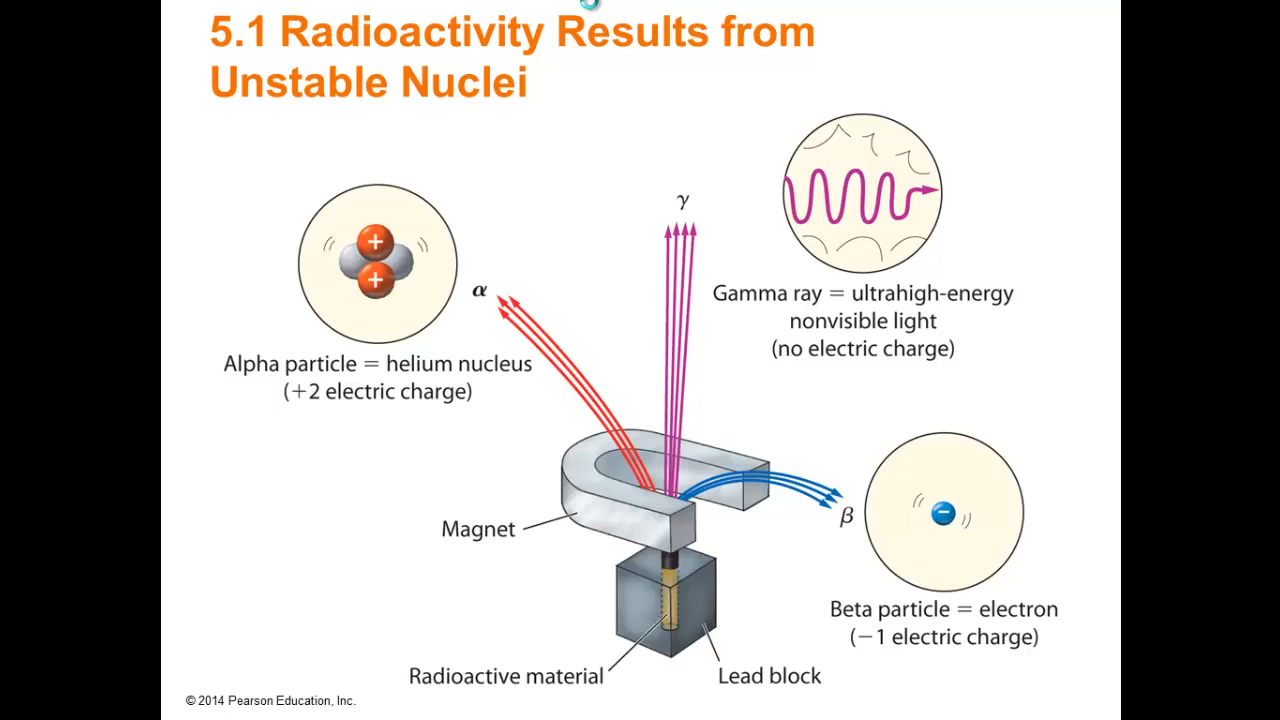 5.1 Radioactivity Results from
Unstable Nuclei
+
+
α
Alpha particle = helium nucleus
(+2 electric charge)
γ
Gamma ray = ultrahigh-energy
nonvisible light
(no electric charge)
Magnet
β
−
Beta particle = electron
(−1 electric charge)
Radioactive material
Lead block
© 2014 Pearson Education, Inc.